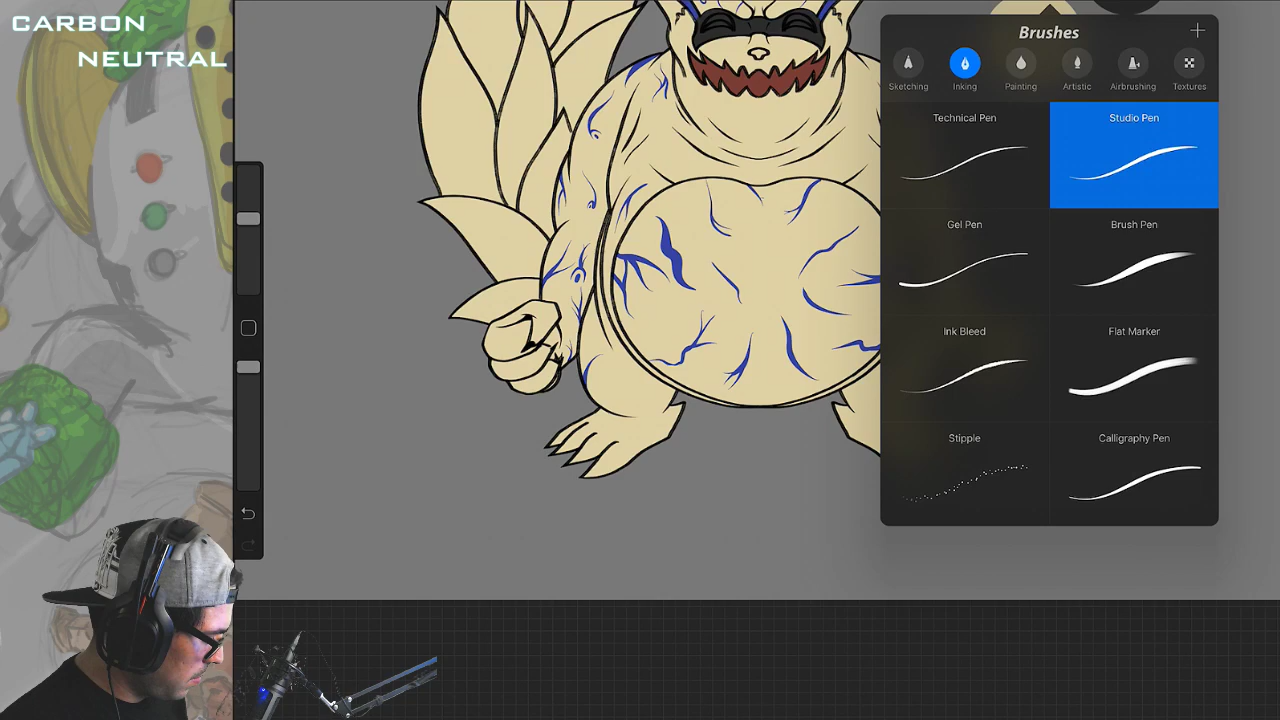 CARBON
NEUTRAL
Brushes
Sketching
Inking
Painting
Artistic
Airbrushing
Textures
Technical Pen
Studio Pen
Gel Pen
Brush Pen
Ink Bleed
Flat Marker
Stipple
Calligraphy Pen